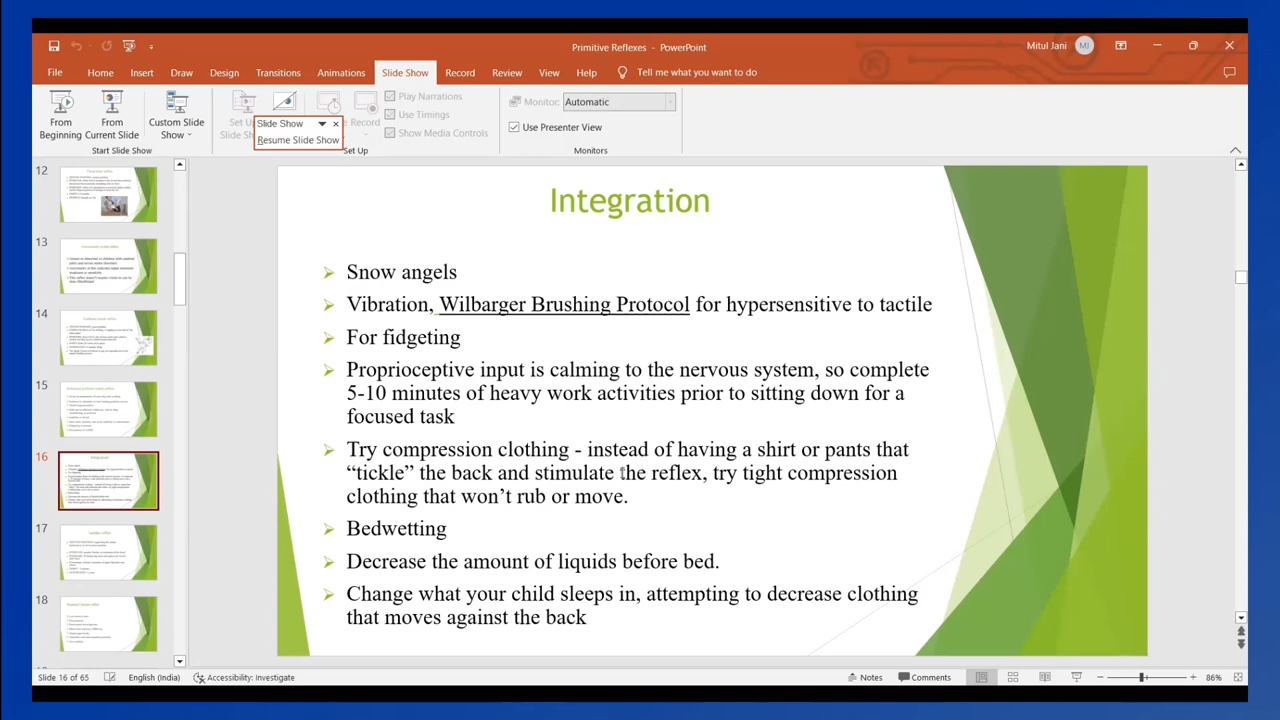 Primitive Reflexes - PowerPoint
Mitul Jani
MJ
File
Home
Insert
Draw
Design
Transitions
Animations
Slide Show
Record
Review
View
Help
Tell me what you want to do
From Beginning
From Current Slide
Custom Slide Show
Start Slide Show
Slide Show
Resume Slide Show
Set Up
Play Narrations
Use Timings
Show Media Controls
Monitor:
Automatic
Use Presenter View
Monitors
12
13
14
15
16
17
18
Integration
Snow angels
Vibration, Wilbarger Brushing Protocol for hypersensitive to tactile
For fidgeting
Proprioceptive input is calming to the nervous system, so complete
5-10 minutes of heavy work activities prior to sitting down for a
focused task
Try compression clothing - instead of having a shirt or pants that
"tickle" the back and stimulate the reflex, try tight compression
clothing that won't rub or move.
Bedwetting
Decrease the amount of liquids before bed.
Change what your child sleeps in, attempting to decrease clothing
that moves against the back
Slide 16 of 65
English (India)
Accessibility: Investigate
Notes
Comments
86%